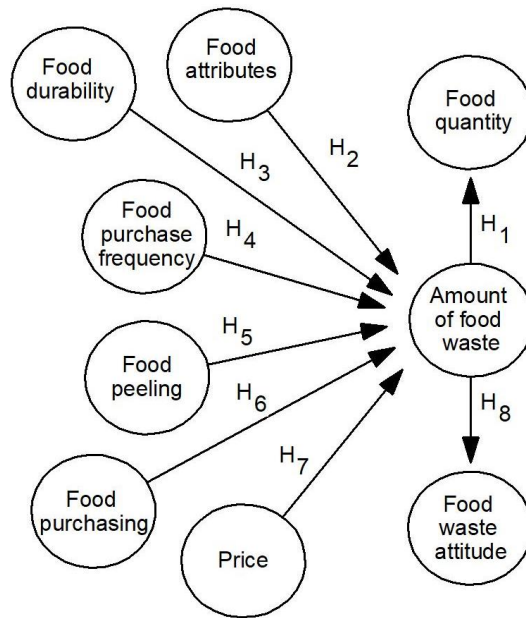 Food
attributes
Food
durability
Food
quantity
H2
H3
Food
purchase
frequency
H4
H1
Amount
of food
waste
H5
Food
peeling
H6
H8
Food
purchasing
H7
Price
Food
waste
attitude